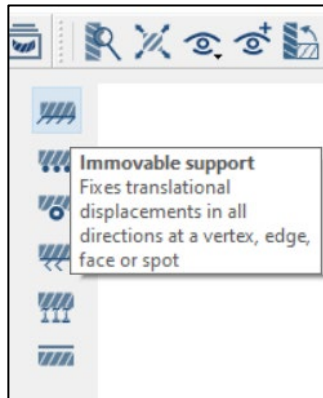 Immovable support
Fixes translational
displacements in all
directions at a vertex, edge,
face or spot